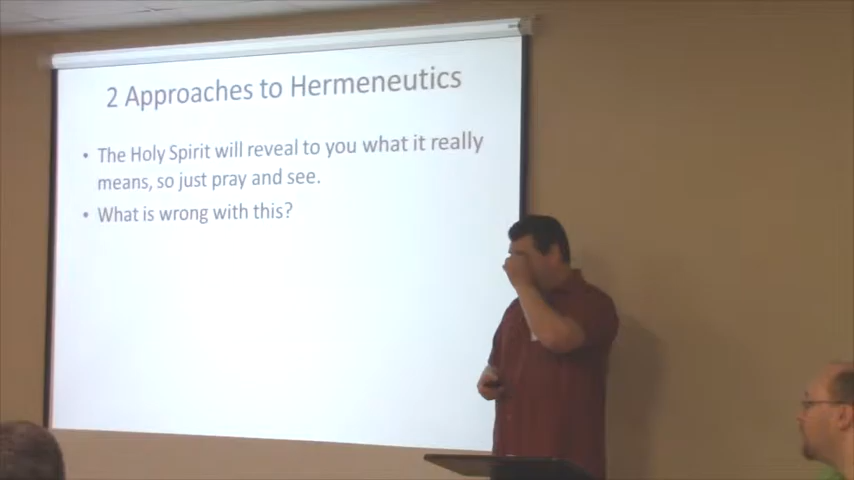 2 Approaches to Hermeneutics
• The Holy Spirit will reveal to you what it really
means, so just pray and see.
• What is wrong with this?